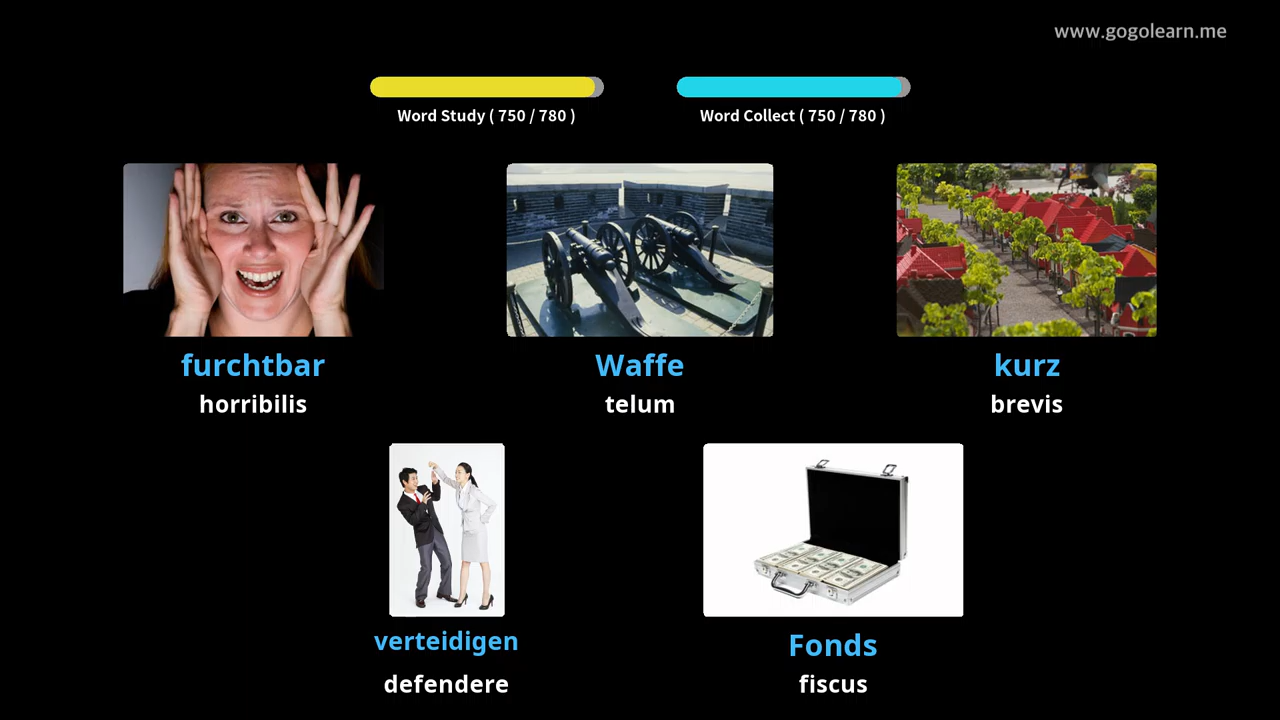 www.gogolearn.me
Word Study ( 750 / 780 )
Word Collect ( 750 / 780 )
furchtbar
horribilis
Waffe
telum
kurz
brevis
verteidigen
defendere
Fonds
fiscus